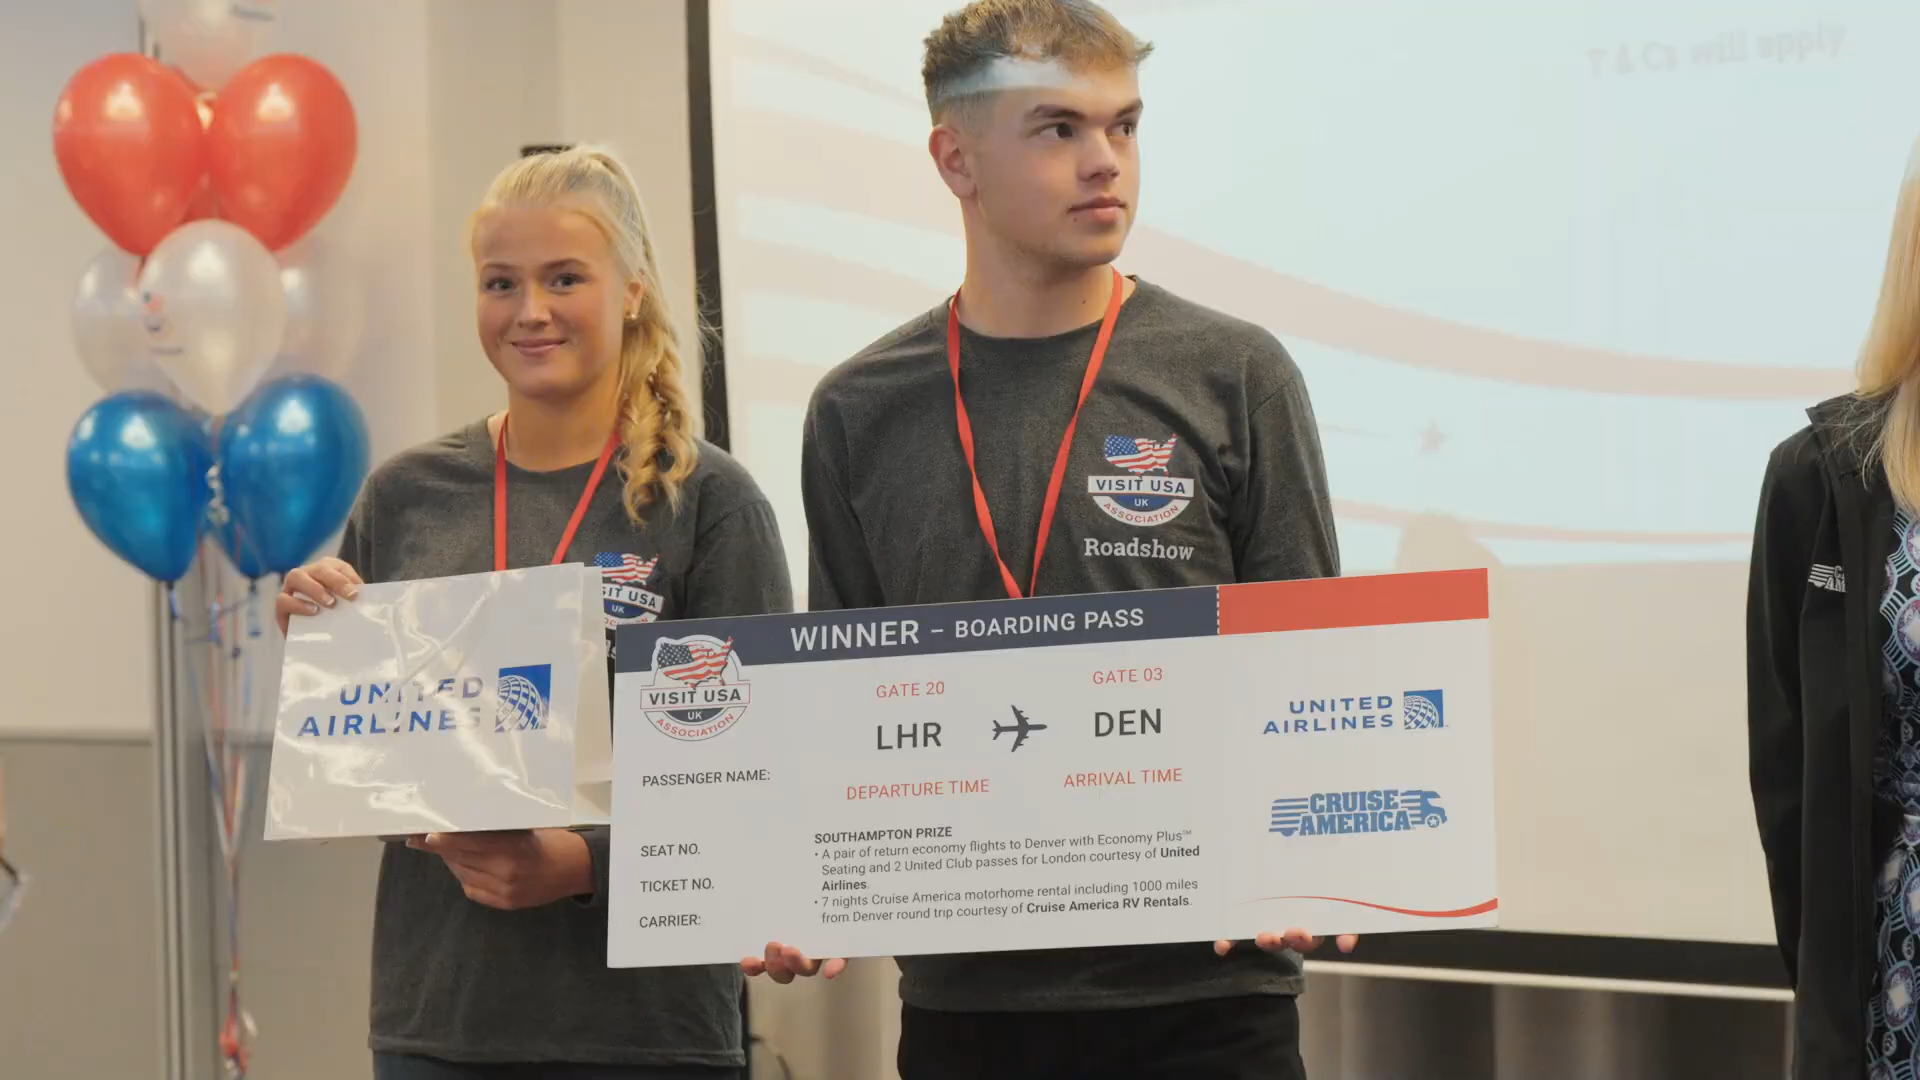 T & Cs will apply
VISIT USA
UK
ASSOCIATION
Roadshow
SIT USA
UK
UNITED
AIRLINES
WINNER – BOARDING PASS
VISIT USA
UK
ASSOCIATION
GATE 20
GATE 03
LHR
DEN
DEPARTURE TIME
ARRIVAL TIME
PASSENGER NAME:
SEAT NO.
TICKET NO.
CARRIER:
SOUTHAMPTON PRIZE
• A pair of return economy flights to Denver with Economy Plus™
Seating and 2 United Club passes for London courtesy of United
Airlines.
• 7 nights Cruise America motorhome rental including 1000 miles
from Denver round trip courtesy of Cruise America RV Rentals.
UNITED
AIRLINES
CRUISE
AMERICA